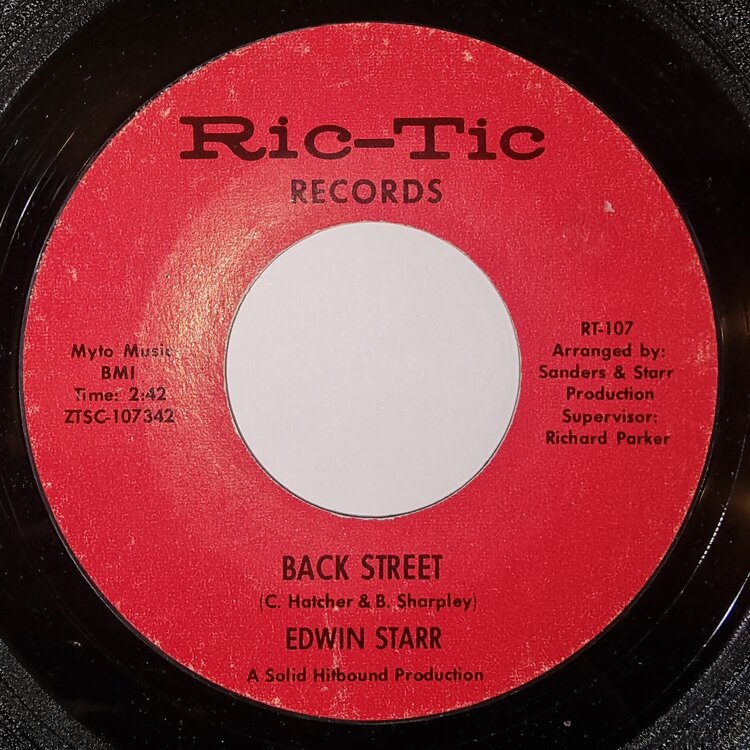 Ric-Tic
RECORDS
Myto Music
BMI
Time: 2:42
ZTSC-107342
RT-107
Arranged by:
Sanders & Starr
Production
Supervisor:
Richard Parker
BACK STREET
(C. Hatcher & B. Sharpley)
EDWIN STARR
A Solid Hitbound Production